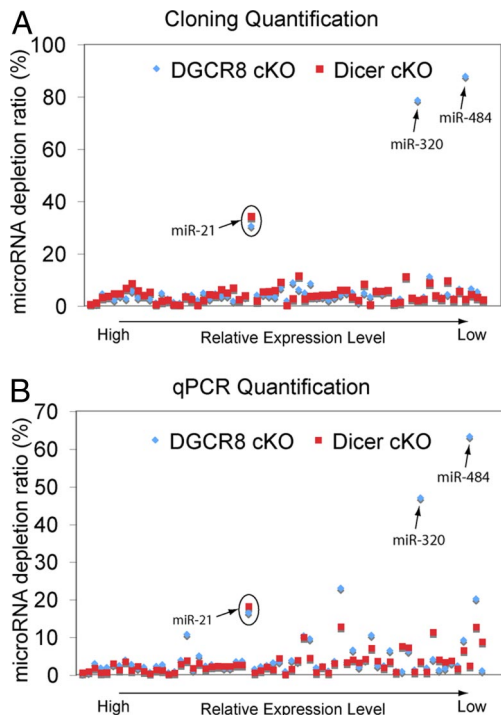 A
Cloning Quantification
microRNA depletion ratio (%)
100
80
60
40
20
0
DGCR8 cKO
Dicer cKO
miR-484
miR-320
miR-21
High
Relative Expression Level
Low
B
qPCR Quantification
microRNA depletion ratio (%)
70
60
50
40
30
20
10
0
DGCR8 cKO
Dicer cKO
miR-484
miR-320
miR-21
High
Relative Expression Level
Low